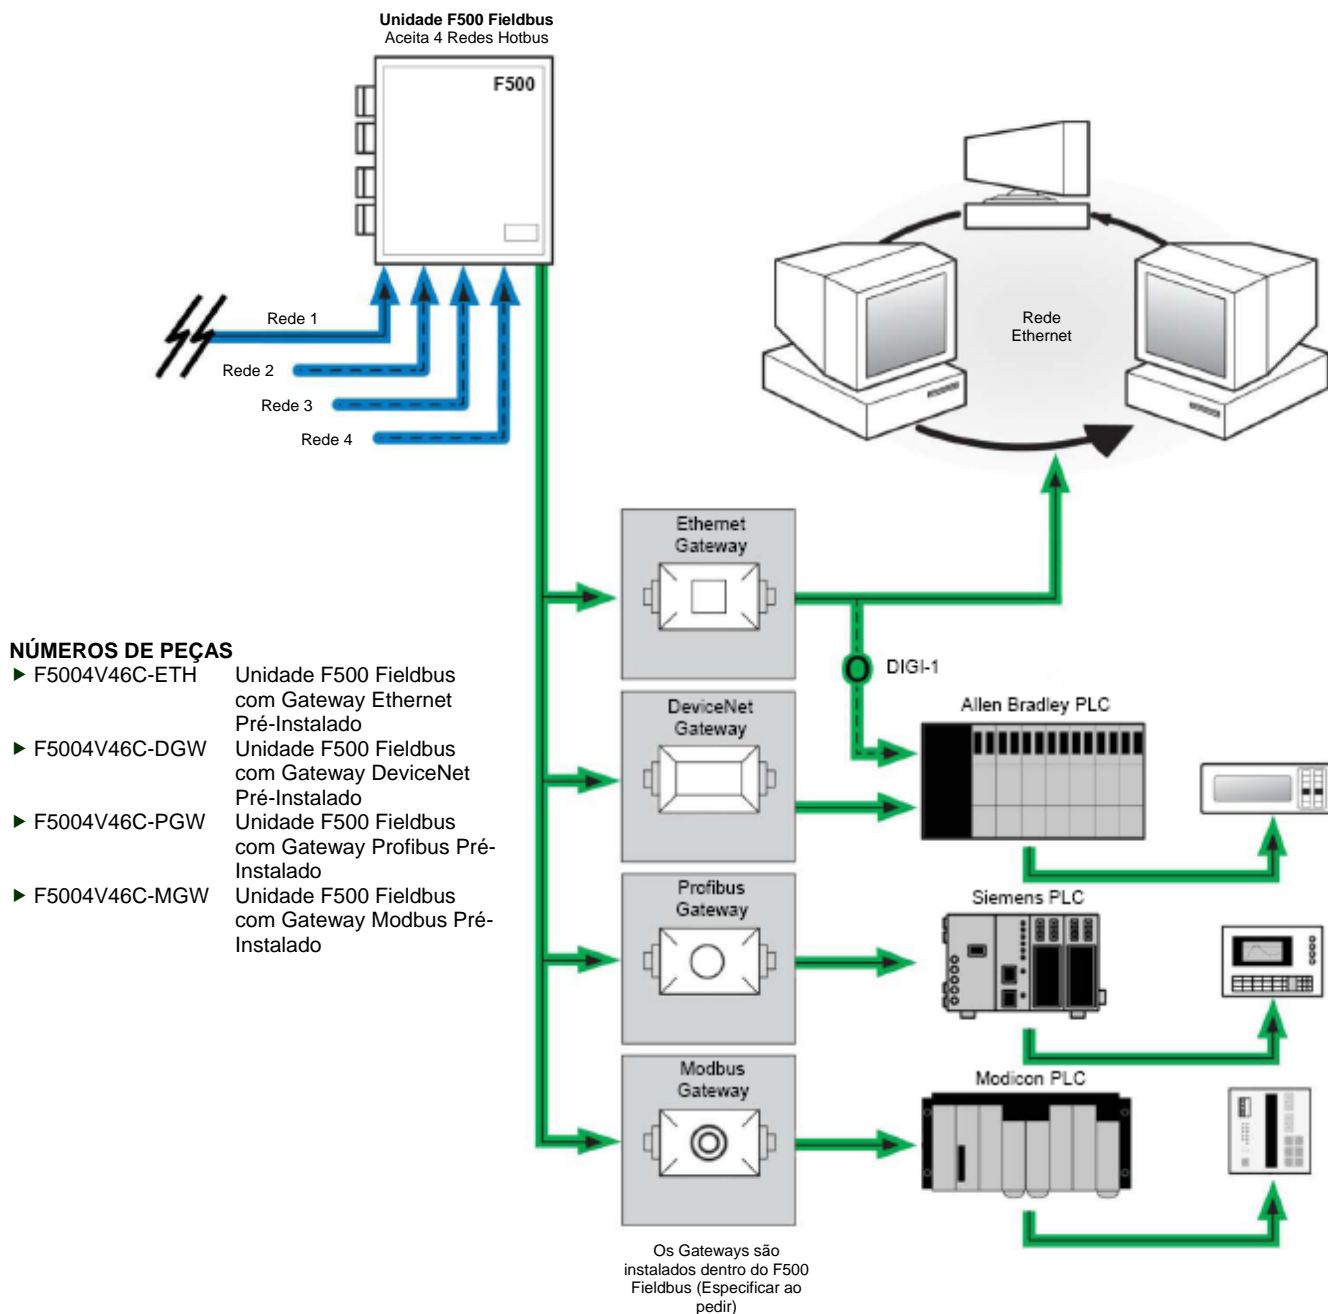 Unidade F500 Fieldbus
Aceita 4 Redes Hotbus
F500
Rede 1
Rede 2
Rede 3
Rede 4
Rede
Ethernet
Ethernet
Gateway
DIGI-1
NÚMEROS DE PEÇAS
F5004V46C-ETH Unidade F500 Fieldbus
com Gateway Ethernet
Pré-Instalado
F5004V46C-DGW Unidade F500 Fieldbus
com Gateway DeviceNet
Pré-Instalado
F5004V46C-PGW Unidade F500 Fieldbus
com Gateway Profibus Pré-
Instalado
F5004V46C-MGW Unidade F500 Fieldbus
com Gateway Modbus Pré-
Instalado
DeviceNet
Gateway
Allen Bradley PLC
Profibus
Gateway
Siemens PLC
Modbus
Gateway
Modicon PLC
Os Gateways são
instalados dentro do F500
Fieldbus (Especificar ao
pedir)